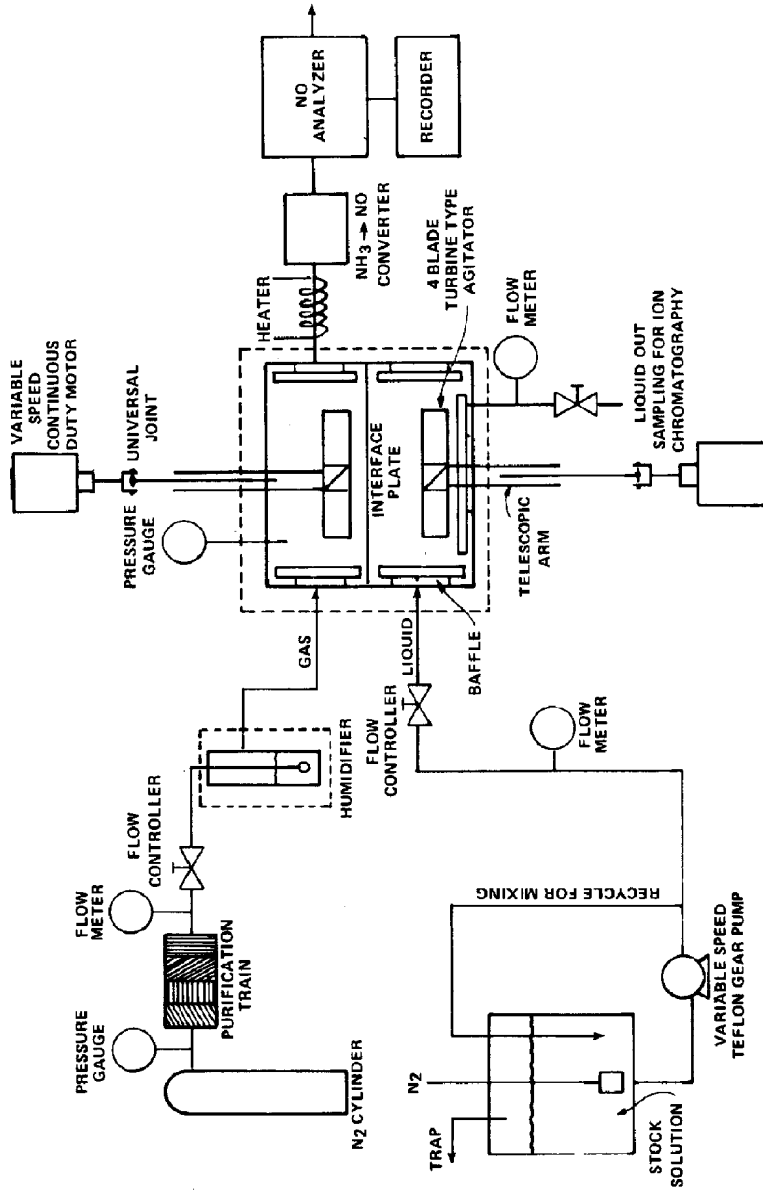 VARIABLE
SPEED
CONTINUOUS
DUTY MOTOR
UNIVERSAL
JOINT
PRESSURE
GAUGE
NO
ANALYZER
RECORDER
NH3 → NO
CONVERTER
HEATER
4 BLADE
TURBINE TYPE
AGITATOR
FLOW
METER
INTERFACE
PLATE
LIQUID OUT
SAMPLING FOR ION
CHROMATOGRAPHY
TELESCOPIC
ARM
BAFFLE
GAS
LIQUID
HUMIDIFIER
FLOW
CONTROLLER
FLOW
METER
FLOW
CONTROLLER
FLOW
METER
PURIFICATION
TRAIN
PRESSURE
GAUGE
N2 CYLINDER
RECYCLE FOR MIXING
VARIABLE SPEED
TEFLON GEAR PUMP
N2
TRAP
STOCK
SOLUTION